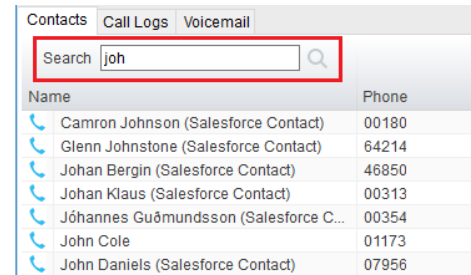 Contacts Call Logs Voicemail
Search joh
Name Phone
Camron Johnson (Salesforce Contact) 00180
Glenn Johnstone (Salesforce Contact) 64214
Johan Bergin (Salesforce Contact) 46850
Johan Klaus (Salesforce Contact) 00313
Jóhannes Guðmundsson (Salesforce C... 00354
John Cole 01173
John Daniels (Salesforce Contact) 07956